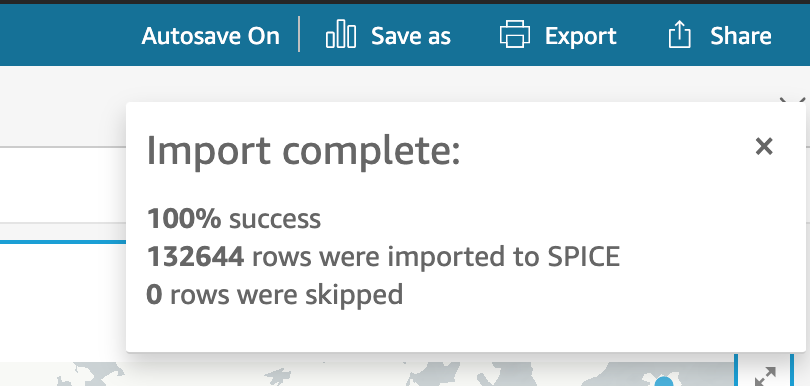 Autosave On
Save as
Export
Share
Import complete:
100% success
132644 rows were imported to SPICE
0 rows were skipped